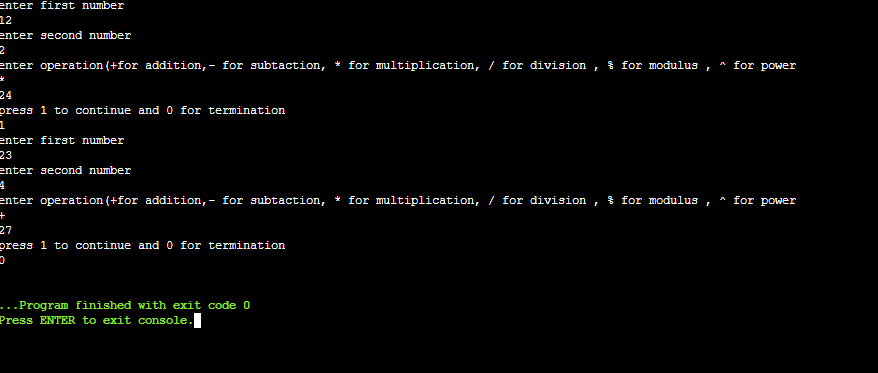 enter first number
12
enter second number
2
enter operation(+for addition,- for subtaction, * for multiplication, / for division , % for modulus , ^ for power
*
24
press 1 to continue and 0 for termination
1
enter first number
23
enter second number
4
enter operation(+for addition,- for subtaction, * for multiplication, / for division , % for modulus , ^ for power
+
27
press 1 to continue and 0 for termination
0
...Program finished with exit code 0
Press ENTER to exit console.